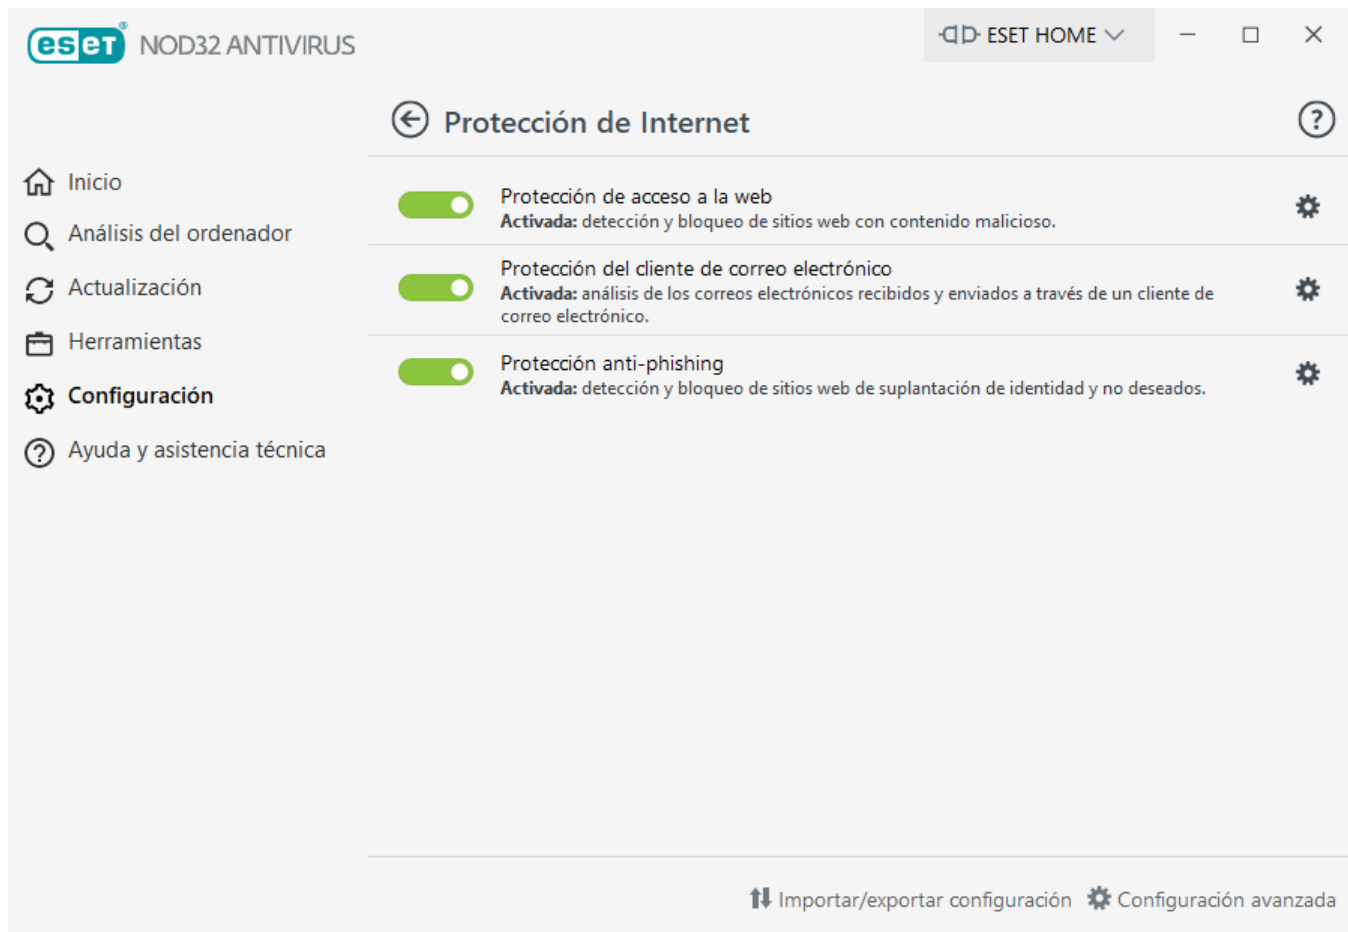 eset® NOD32 ANTIVIRUS
ESET HOME
Protección de Internet
Inicio
Análisis del ordenador
Actualización
Herramientas
Configuración
Ayuda y asistencia técnica
Protección de acceso a la web
Activada: detección y bloqueo de sitios web con contenido malicioso.
Protección del cliente de correo electrónico
Activada: análisis de los correos electrónicos recibidos y enviados a través de un cliente de
correo electrónico.
Protección anti-phishing
Activada: detección y bloqueo de sitios web de suplantación de identidad y no deseados.
Importar/exportar configuración Configuración avanzada